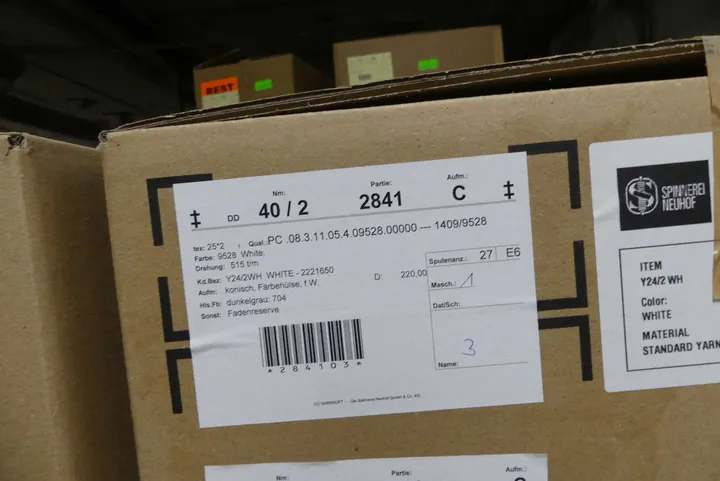 REST
Nm: Partie: Aufm.:
‡ DD 40 / 2 2841 C ‡
tex: 25*2 ; Qual.: PC .08.3.11.05.4.09528.00000 --- 1409/9528
Farbe: 9528 White,
Drehung: 515.t/m
Kd.Bez: Y24/2WH WHITE - 2221650 D: 220,00
Aufm: konisch, Färbehülse, f.W.
His.Fb: dunkelgrau: 704
Sonst: Fadenreserve
Spulenanz.: 27 E6
Masch.: 1
Dat/Sch:
3
Name:
*284103*
SPINNEREI
NEUHOF
ITEM
Y24/2 WH
Color:
WHITE
MATERIAL
STANDARD YARN
Nm: Partie: Aufm.: